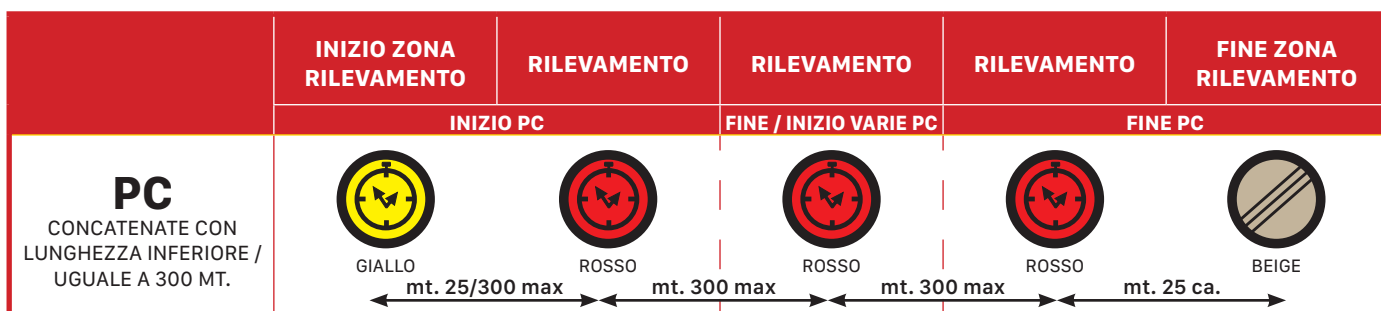 INIZIO ZONA
RILEVAMENTO
RILEVAMENTO
RILEVAMENTO
RILEVAMENTO
FINE ZONA
RILEVAMENTO
INIZIO PC
FINE / INIZIO VARIE PC
FINE PC
PC
CONCATENATE CON
LUNGHEZZA INFERIORE /
UGUALE A 300 MT.
GIALLO
ROSSO
ROSSO
ROSSO
BEIGE
mt. 25/300 max
mt. 300 max
mt. 300 max
mt. 25 ca.